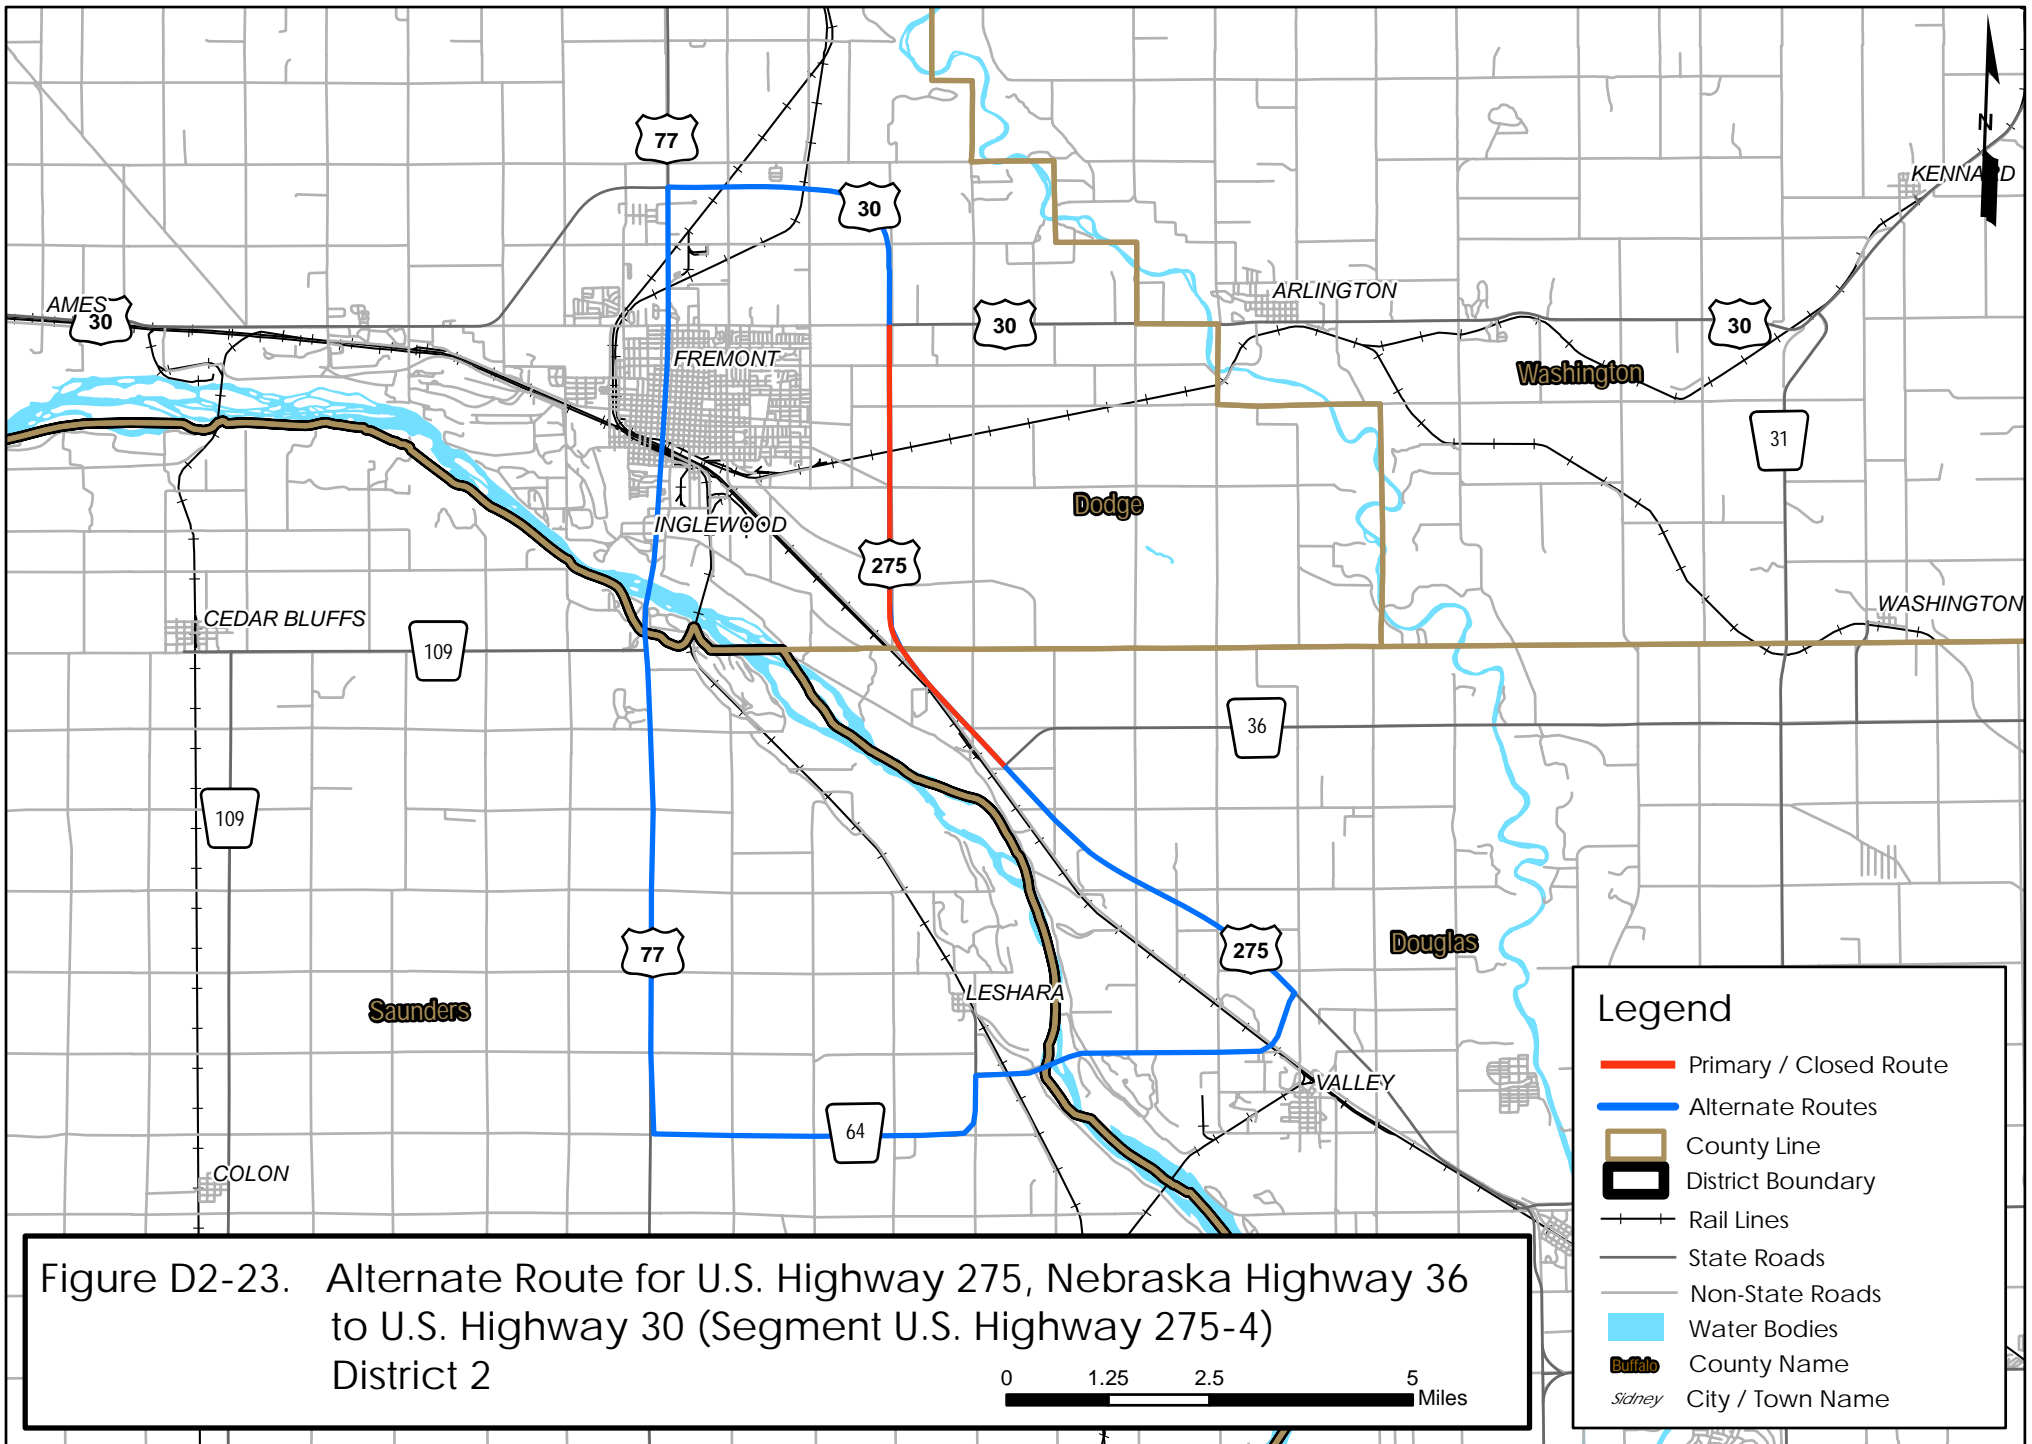 77
30
N
KENNARD
AMES
30
ARLINGTON
30
30
FREMONT
Washington
31
Dodge
INGLEWOOD
275
CEDAR BLUFFS
109
WASHINGTON
36
109
77
275
Douglas
LESHARA
Saunders
VALLEY
64
COLON
Legend
Primary / Closed Route
Alternate Routes
County Line
District Boundary
Rail Lines
State Roads
Non-State Roads
Water Bodies
Buffalo County Name
Sidney City / Town Name
Figure D2-23. Alternate Route for U.S. Highway 275, Nebraska Highway 36
to U.S. Highway 30 (Segment U.S. Highway 275-4)
District 2
0 1.25 2.5 5
Miles